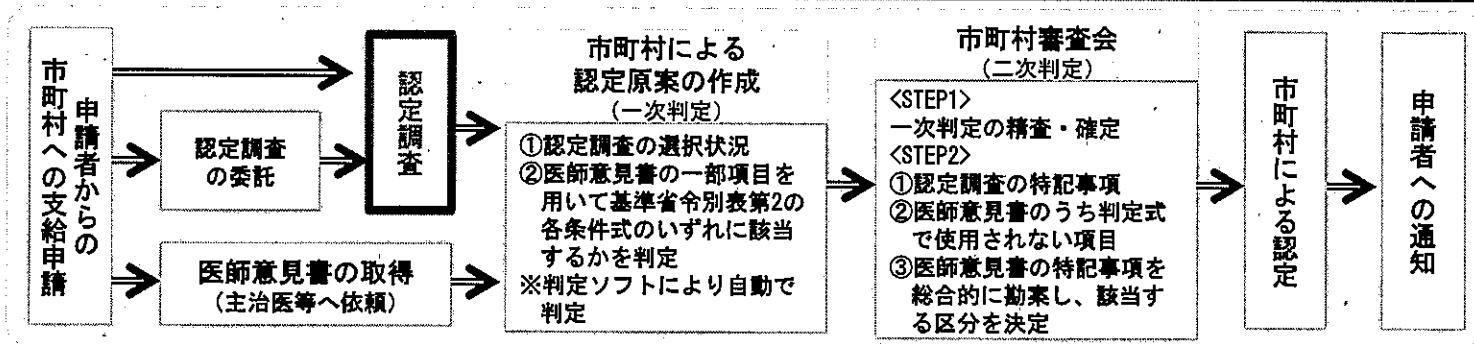 申請者からの
市町村への支給申請
認定調査
の委託
医師意見書の取得
(主治医等へ依頼)
認定調査
市町村による
認定原案の作成
(一次判定)
①認定調査の選択状況
②医師意見書の一部項目を
用いて基準省令別表第2の
各条件式のいずれに該当
するかを判定
※判定ソフトにより自動で
判定
市町村審査会
(二次判定)
<STEP1>
一次判定の精査・確定
<STEP2>
①認定調査の特記事項
②医師意見書のうち判定式
で使用されない項目
③医師意見書の特記事項を
総合的に勘案し、該当す
る区分を決定
市町村による認定
申請者への通知